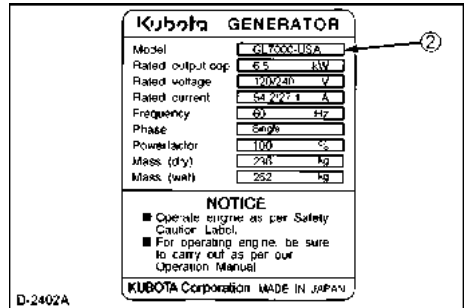 Kubota GENERATOR
Model GL7000-USA
②
Rated output cap 6.5 kW
Rated voltage 120/240 V
Rated current 54.2/27.1 A
Frequency 60 Hz
Phase Single
Powerfactor 100 %
Mass (dry) 236 kg
Mass (wet) 262 kg
NOTICE
■ Operate engine as per Safety
Caution Label.
■ For operating engine, be sure
to carry out as per our
Operation Manual
KUBOTA Corporation MADE IN JAPAN
D-2402A